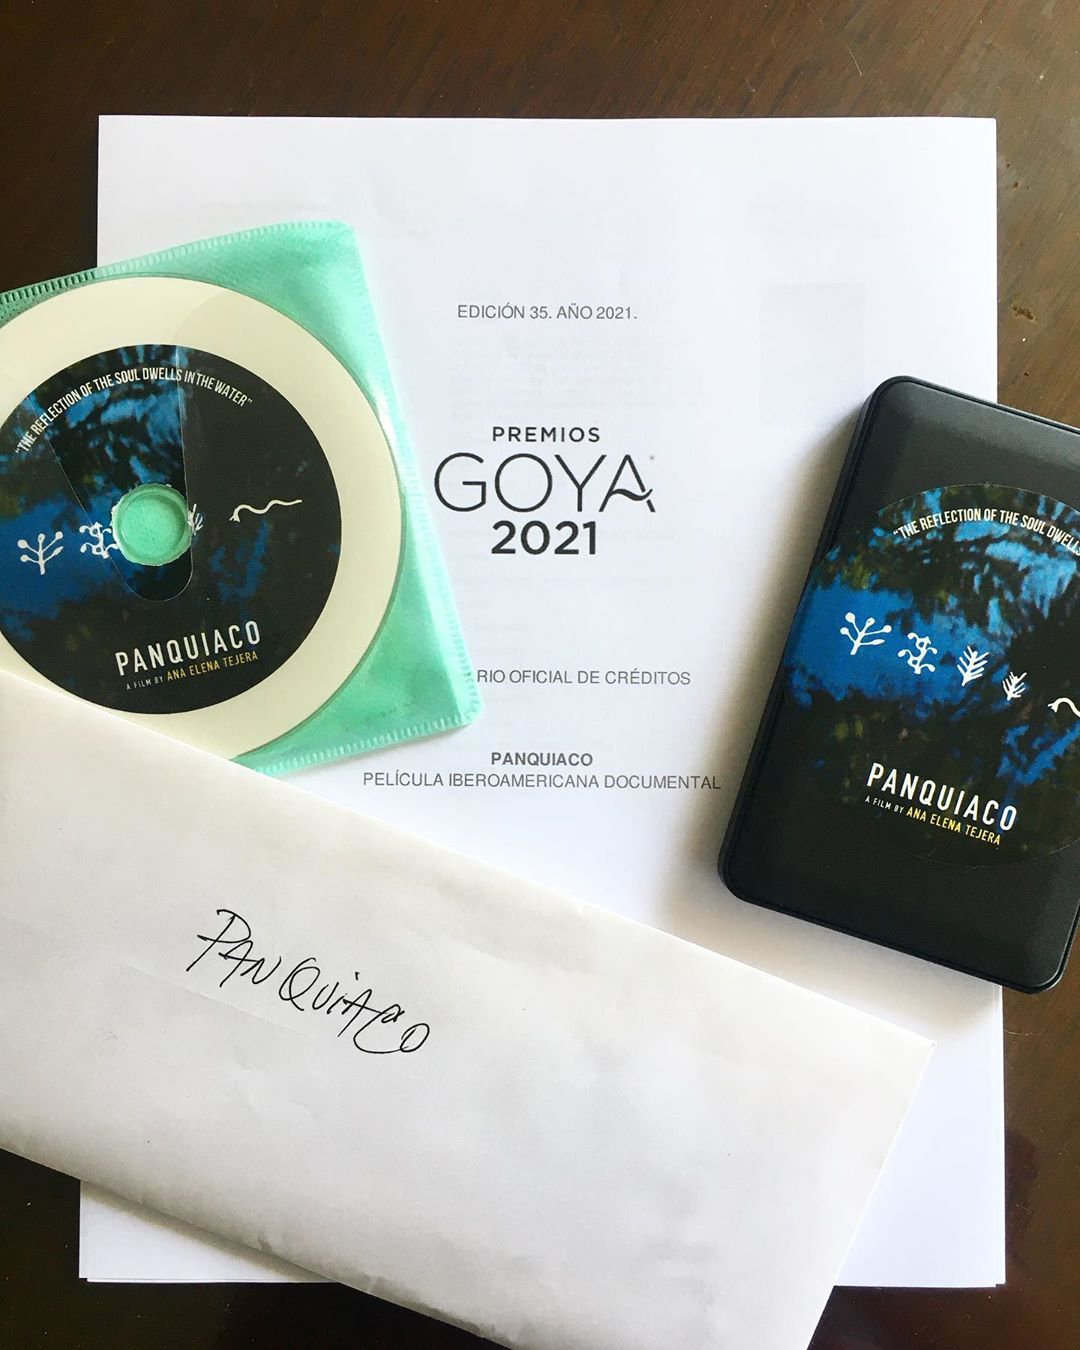 EDICIÓN 35. AÑO 2021.
PREMIOS
GOYA
2021
RIO OFICIAL DE CRÉDITOS
PANQUIACO
PELÍCULA IBEROAMERICANA DOCUMENTAL
"THE REFLECTION OF THE SOUL DWELLS IN THE WATER"
PANQUIACO
A FILM BY ANA ELENA TEJERA
"THE REFLECTION OF THE SOUL DWELLS
PANQUIACO
A FILM BY ANA ELENA TEJERA
PANQUIACO